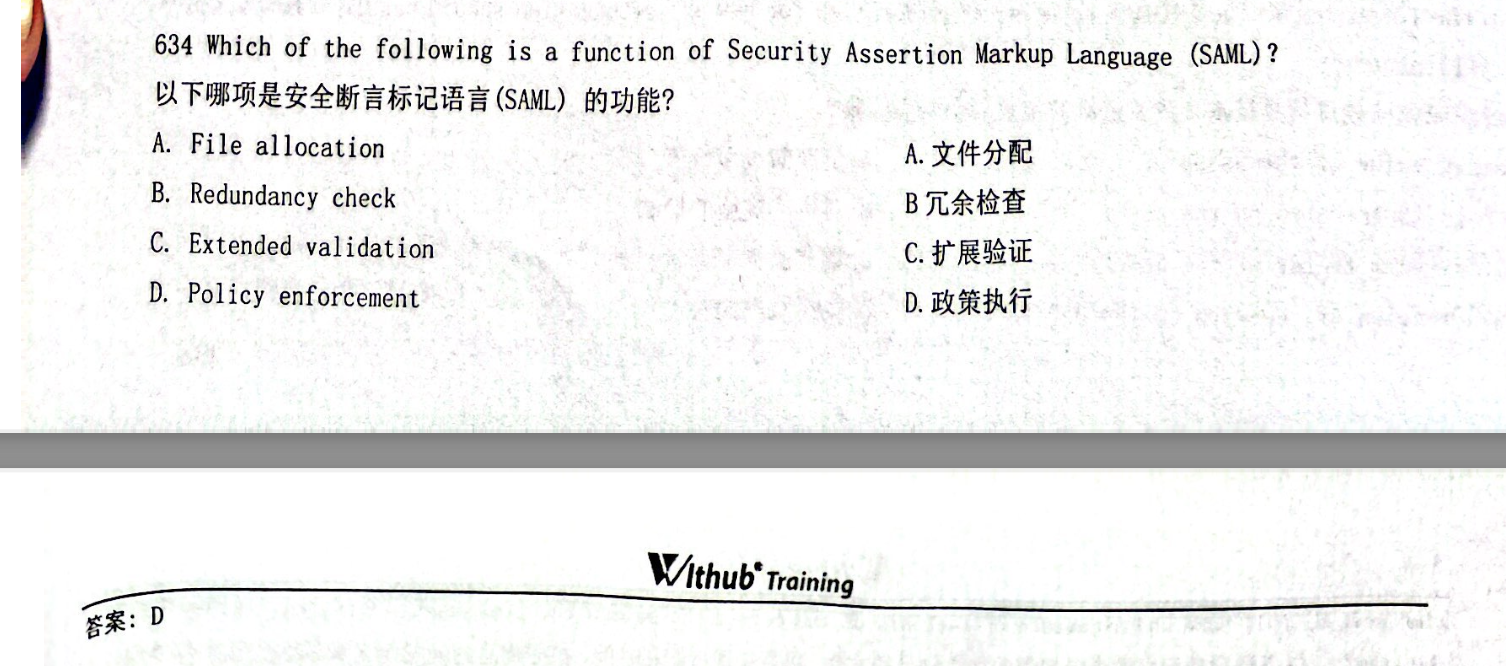 634 Which of the following is a function of Security Assertion Markup Language (SAML)?
以下哪项是安全断言标记语言(SAML) 的功能?
A. File allocation
A. 文件分配
B. Redundancy check
B 冗余检查
C. Extended validation
C. 扩展验证
D. Policy enforcement
D. 政策执行
WIthub Training
答案: D